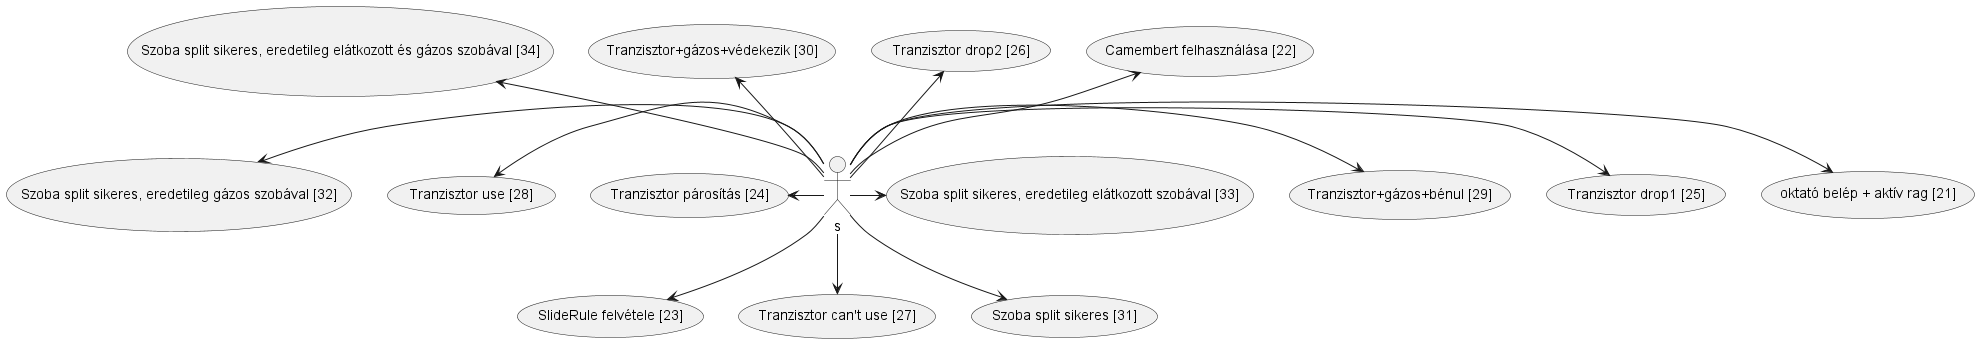 Szoba split sikeres, eredetileg elátkozott és gázos szobával [34]
Tranzisztor+gázos+védekezik [30]
Tranzisztor drop2 [26]
Camembert felhasználása [22]
Szoba split sikeres, eredetileg gázos szobával [32]
Tranzisztor use [28]
Tranzisztor párosítás [24]
Szoba split sikeres, eredetileg elátkozott szobával [33]
Tranzisztor+gázos+bénul [29]
Tranzisztor drop1 [25]
oktató belép + aktív rag [21]
s
SlideRule felvétele [23]
Tranzisztor can't use [27]
Szoba split sikeres [31]